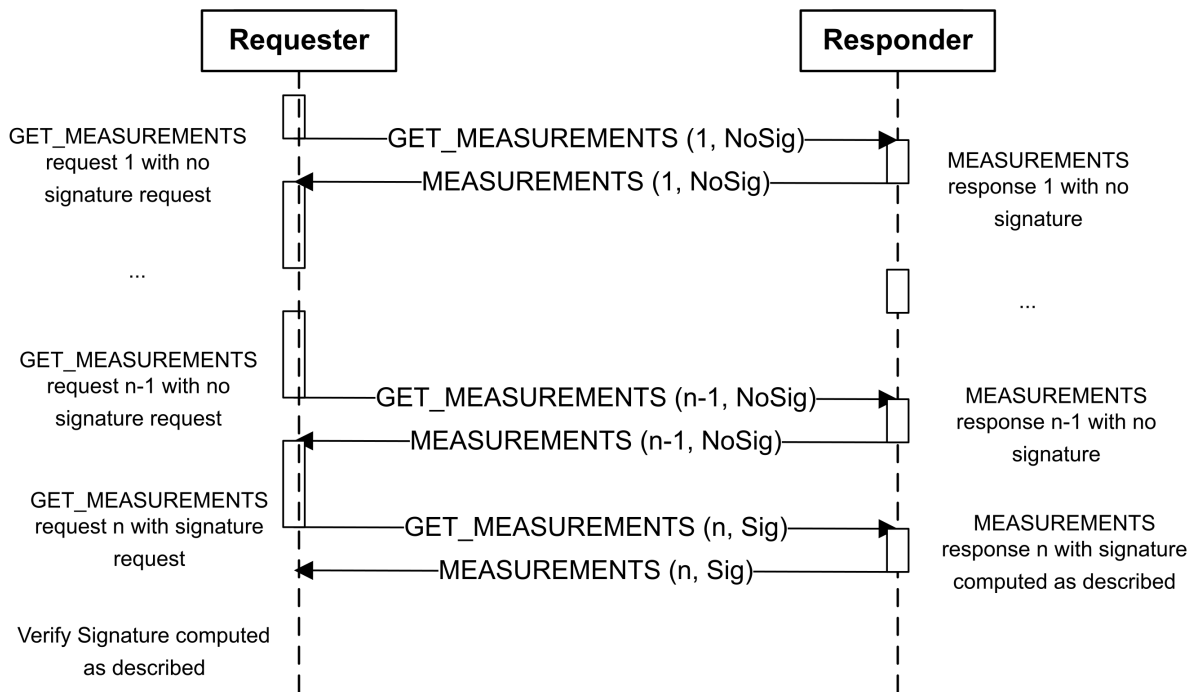 Requester
Responder
GET_MEASUREMENTS
request 1 with no
signature request
GET_MEASUREMENTS (1, NoSig)
MEASUREMENTS (1, NoSig)
MEASUREMENTS
response 1 with no
signature
...
...
GET_MEASUREMENTS
request n-1 with no
signature request
GET_MEASUREMENTS (n-1, NoSig)
MEASUREMENTS (n-1, NoSig)
MEASUREMENTS
response n-1 with no
signature
GET_MEASUREMENTS
request n with signature
request
GET_MEASUREMENTS (n, Sig)
MEASUREMENTS (n, Sig)
MEASUREMENTS
response n with signature
computed as described
Verify Signature computed
as described